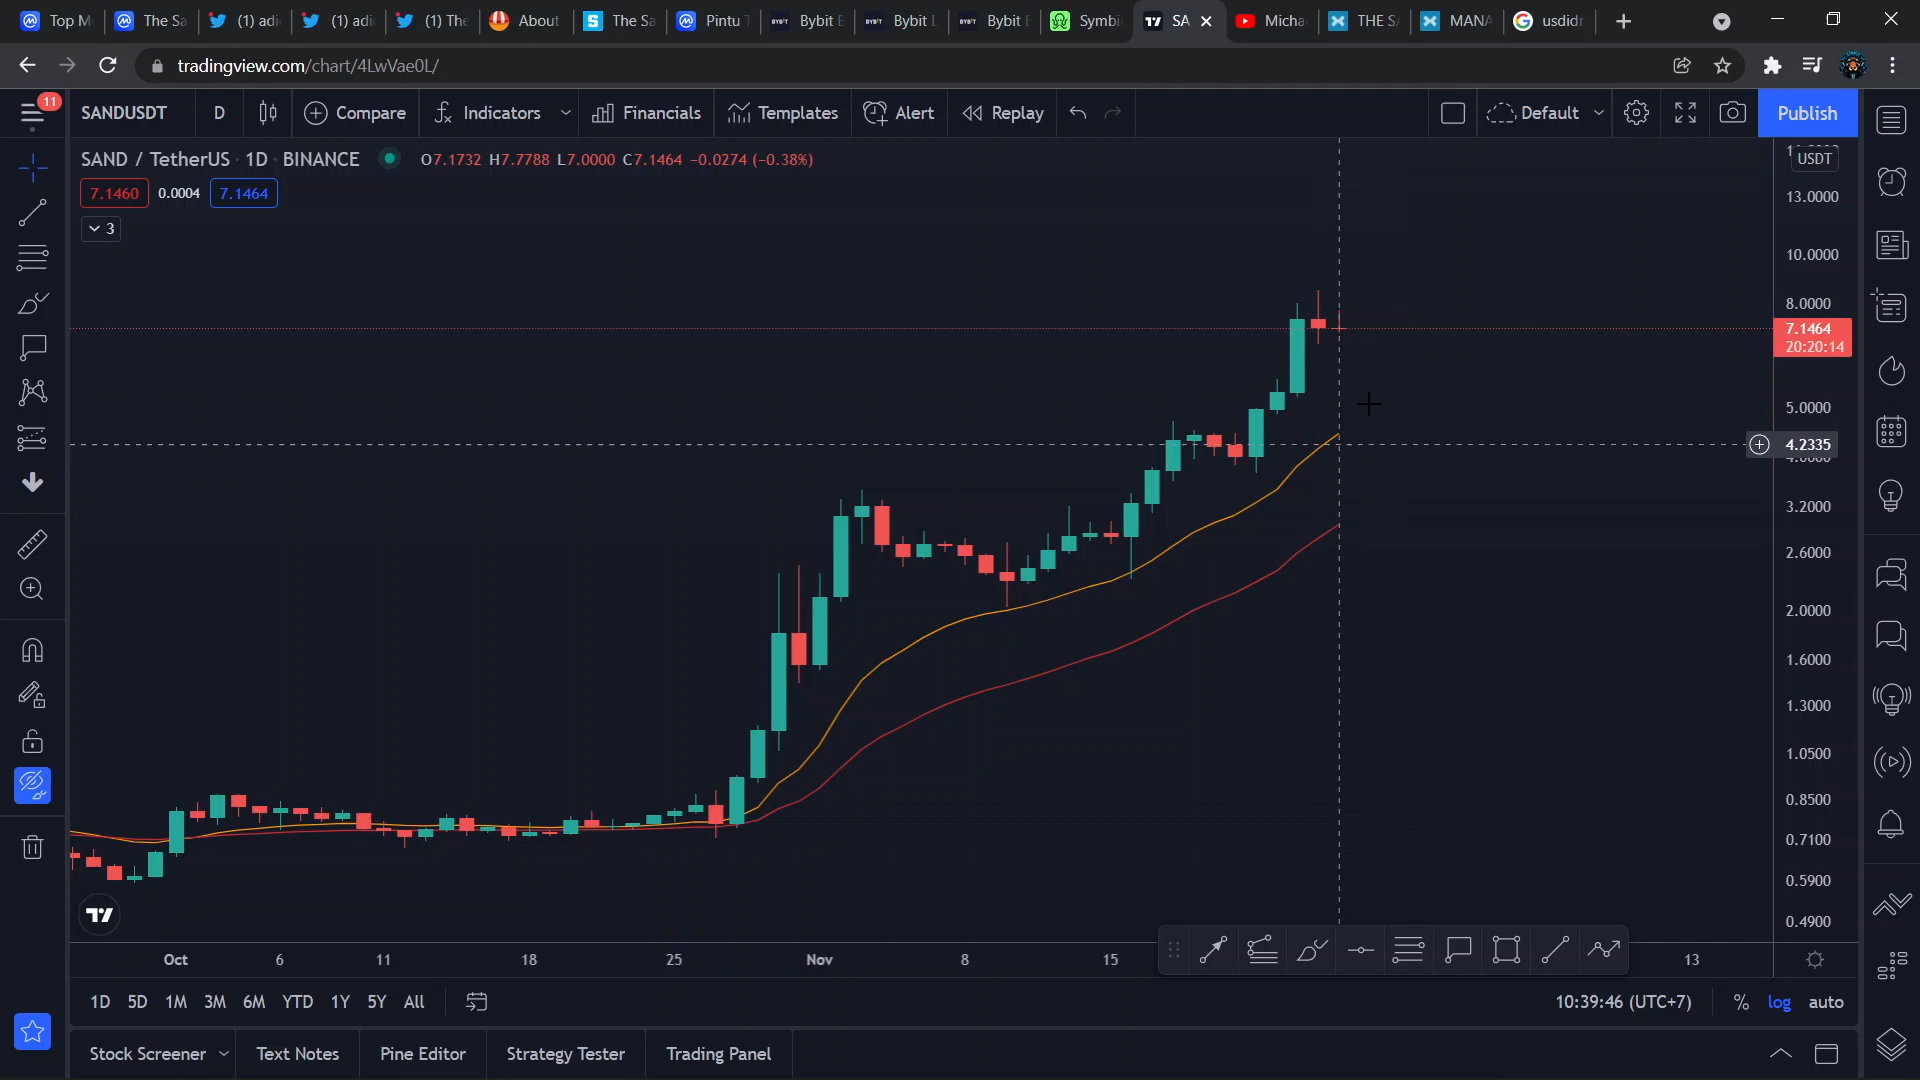 Top M
The Sa
(1) adi
(1) adi
(1) The
About
The Sa
Pintu T
Bybit E
Bybit L
Bybit E
Symbi
SA
Micha
THE S
MANA
usdidr
tradingview.com/chart/4LwVae0L/
11
SANDUSDT
D
Compare
Indicators
Financials
Templates
Alert
Replay
Default
Publish
SAND / TetherUS · 1D · BINANCE
O7.1732 H7.7788 L7.0000 C7.1464 −0.0274 (−0.38%)
USDT
7.1460
0.0004
7.1464
3
13.0000
10.0000
8.0000
7.1464
20:20:14
5.0000
4.2335
3.2000
2.6000
2.0000
1.6000
1.3000
1.0500
0.8500
0.7100
0.5900
0.4900
Oct
6
11
18
25
Nov
8
15
13
1D
5D
1M
3M
6M
YTD
1Y
5Y
All
10:39:46 (UTC+7)
%
log
auto
Stock Screener
Text Notes
Pine Editor
Strategy Tester
Trading Panel